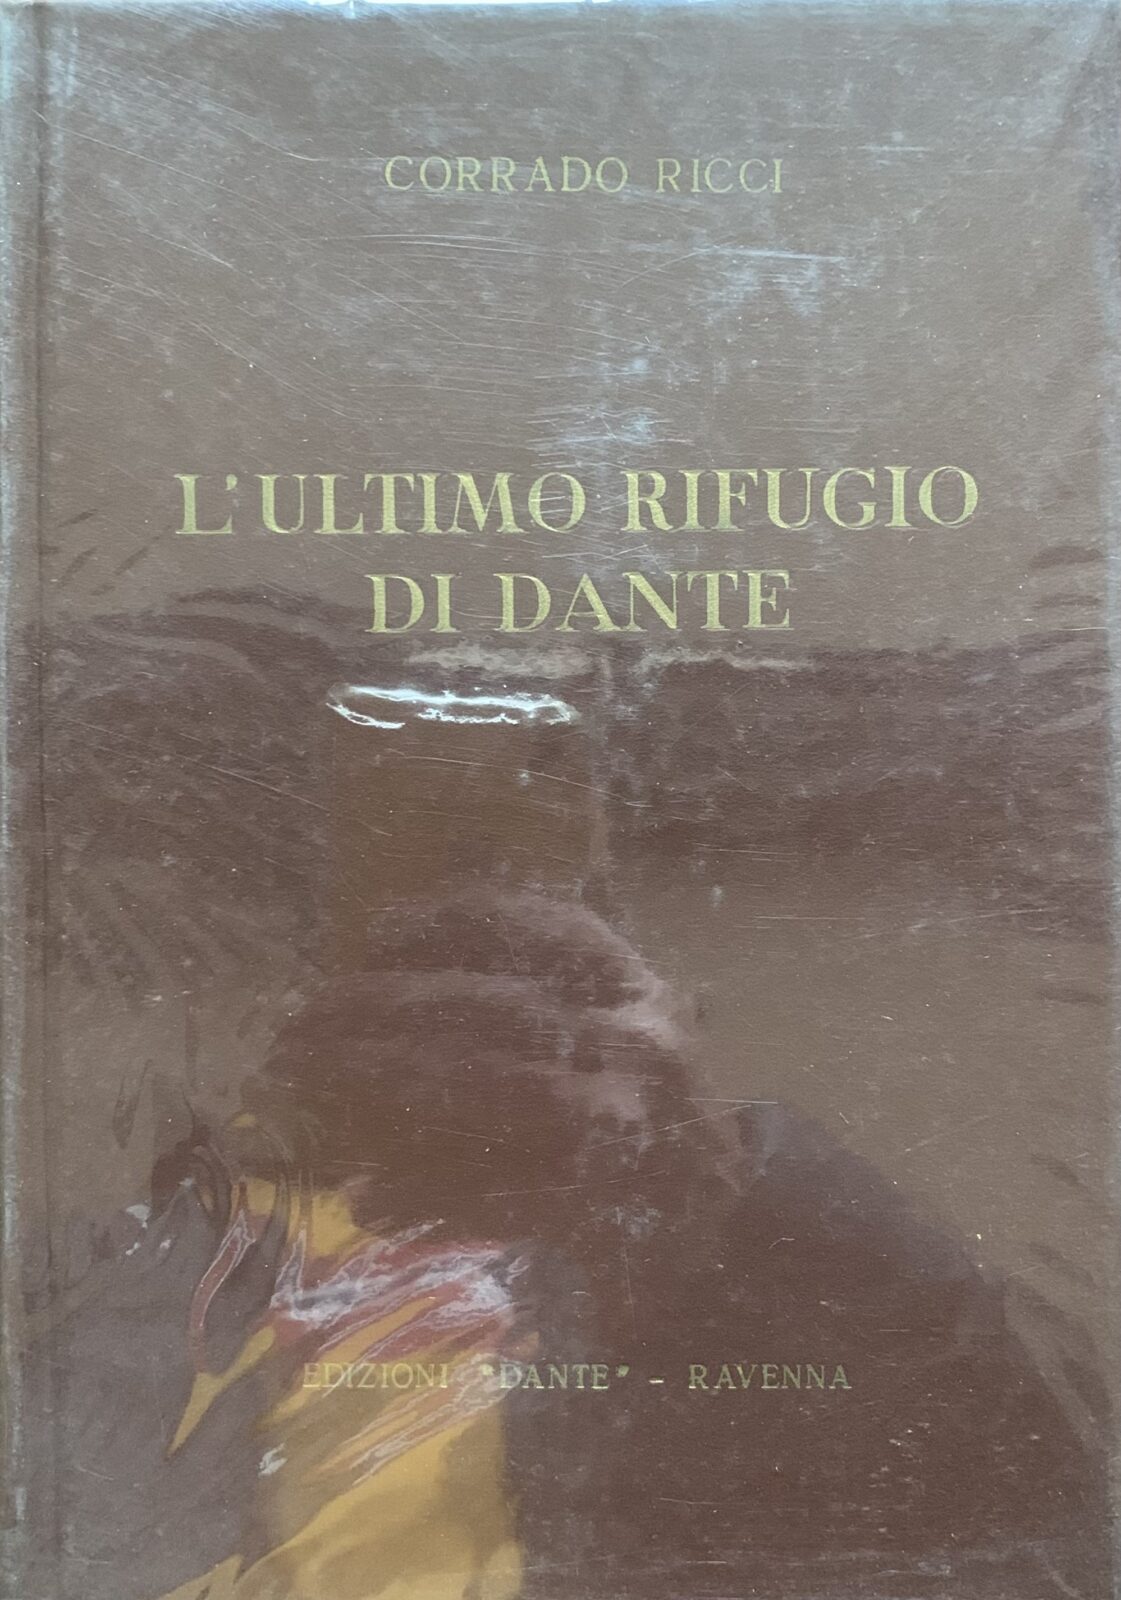 CORRADO RICCI
L'ULTIMO RIFUGIO
DI DANTE
EDIZIONI "DANTE" - RAVENNA